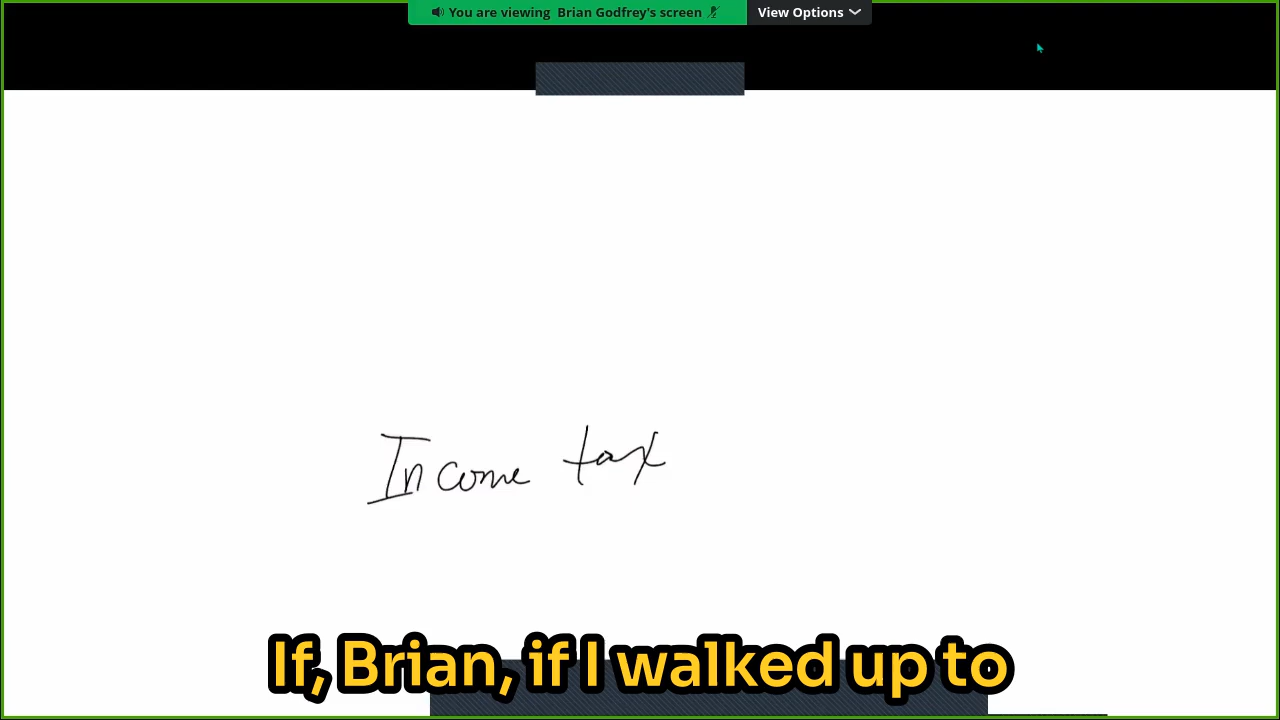 You are viewing Brian Godfrey's screen View Options
Income tax
If, Brian, if I walked up to